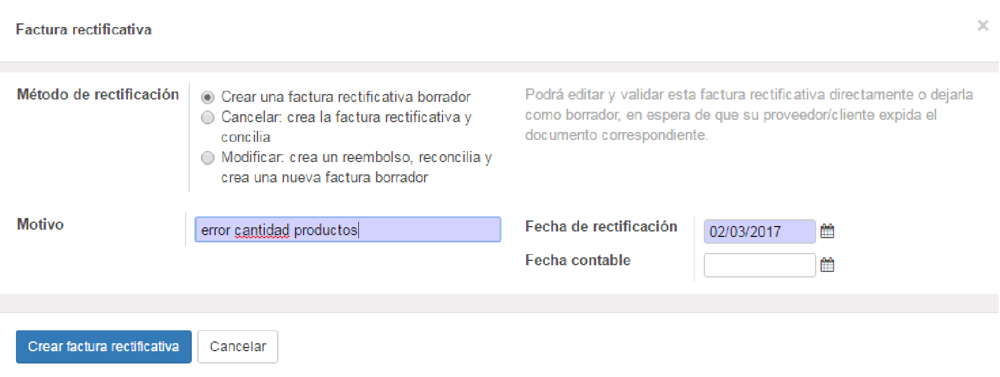 Factura rectificativa
×
Método de rectificación
Crear una factura rectificativa borrador
Cancelar: crea la factura rectificativa y
concilia
Modificar: crea un reembolso, reconcilia y
crea una nueva factura borrador
Podrá editar y validar esta factura rectificativa directamente o dejarla
como borrador, en espera de que su proveedor/cliente expida el
documento correspondiente.
Motivo
error cantidad productos
Fecha de rectificación
02/03/2017
Fecha contable
Crear factura rectificativa
Cancelar